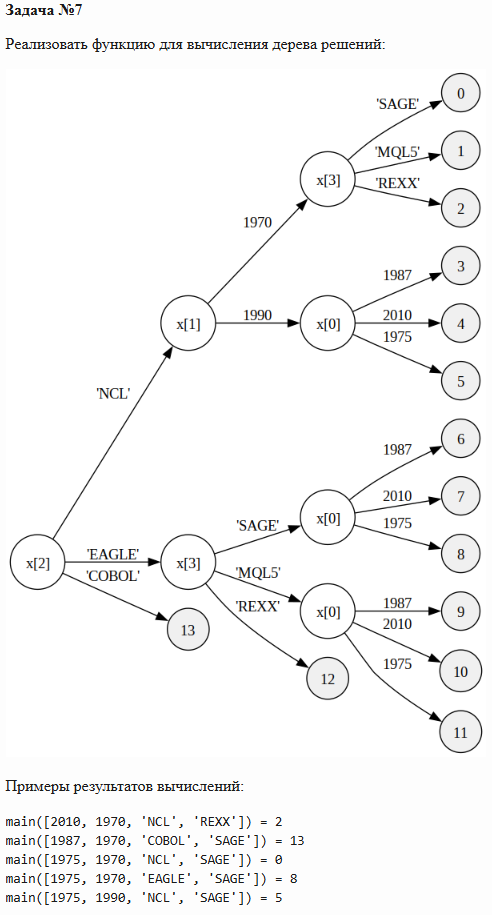 Задача №7
Реализовать функцию для вычисления дерева решений:
'SAGE'
0
'MQL5'
1
x[3]
'REXX'
2
1970
1987
3
x[1]
1990
x[0]
2010
4
1975
5
'NCL'
1987
6
'SAGE'
x[0]
2010
7
1975
8
x[2]
'EAGLE'
x[3]
'COBOL'
'MQL5'
13
'REXX'
x[0]
1987
9
2010
10
1975
12
11
Примеры результатов вычислений:
main([2010, 1970, 'NCL', 'REXX']) = 2
main([1987, 1970, 'COBOL', 'SAGE']) = 13
main([1975, 1970, 'NCL', 'SAGE']) = 0
main([1975, 1970, 'EAGLE', 'SAGE']) = 8
main([1975, 1990, 'NCL', 'SAGE']) = 5